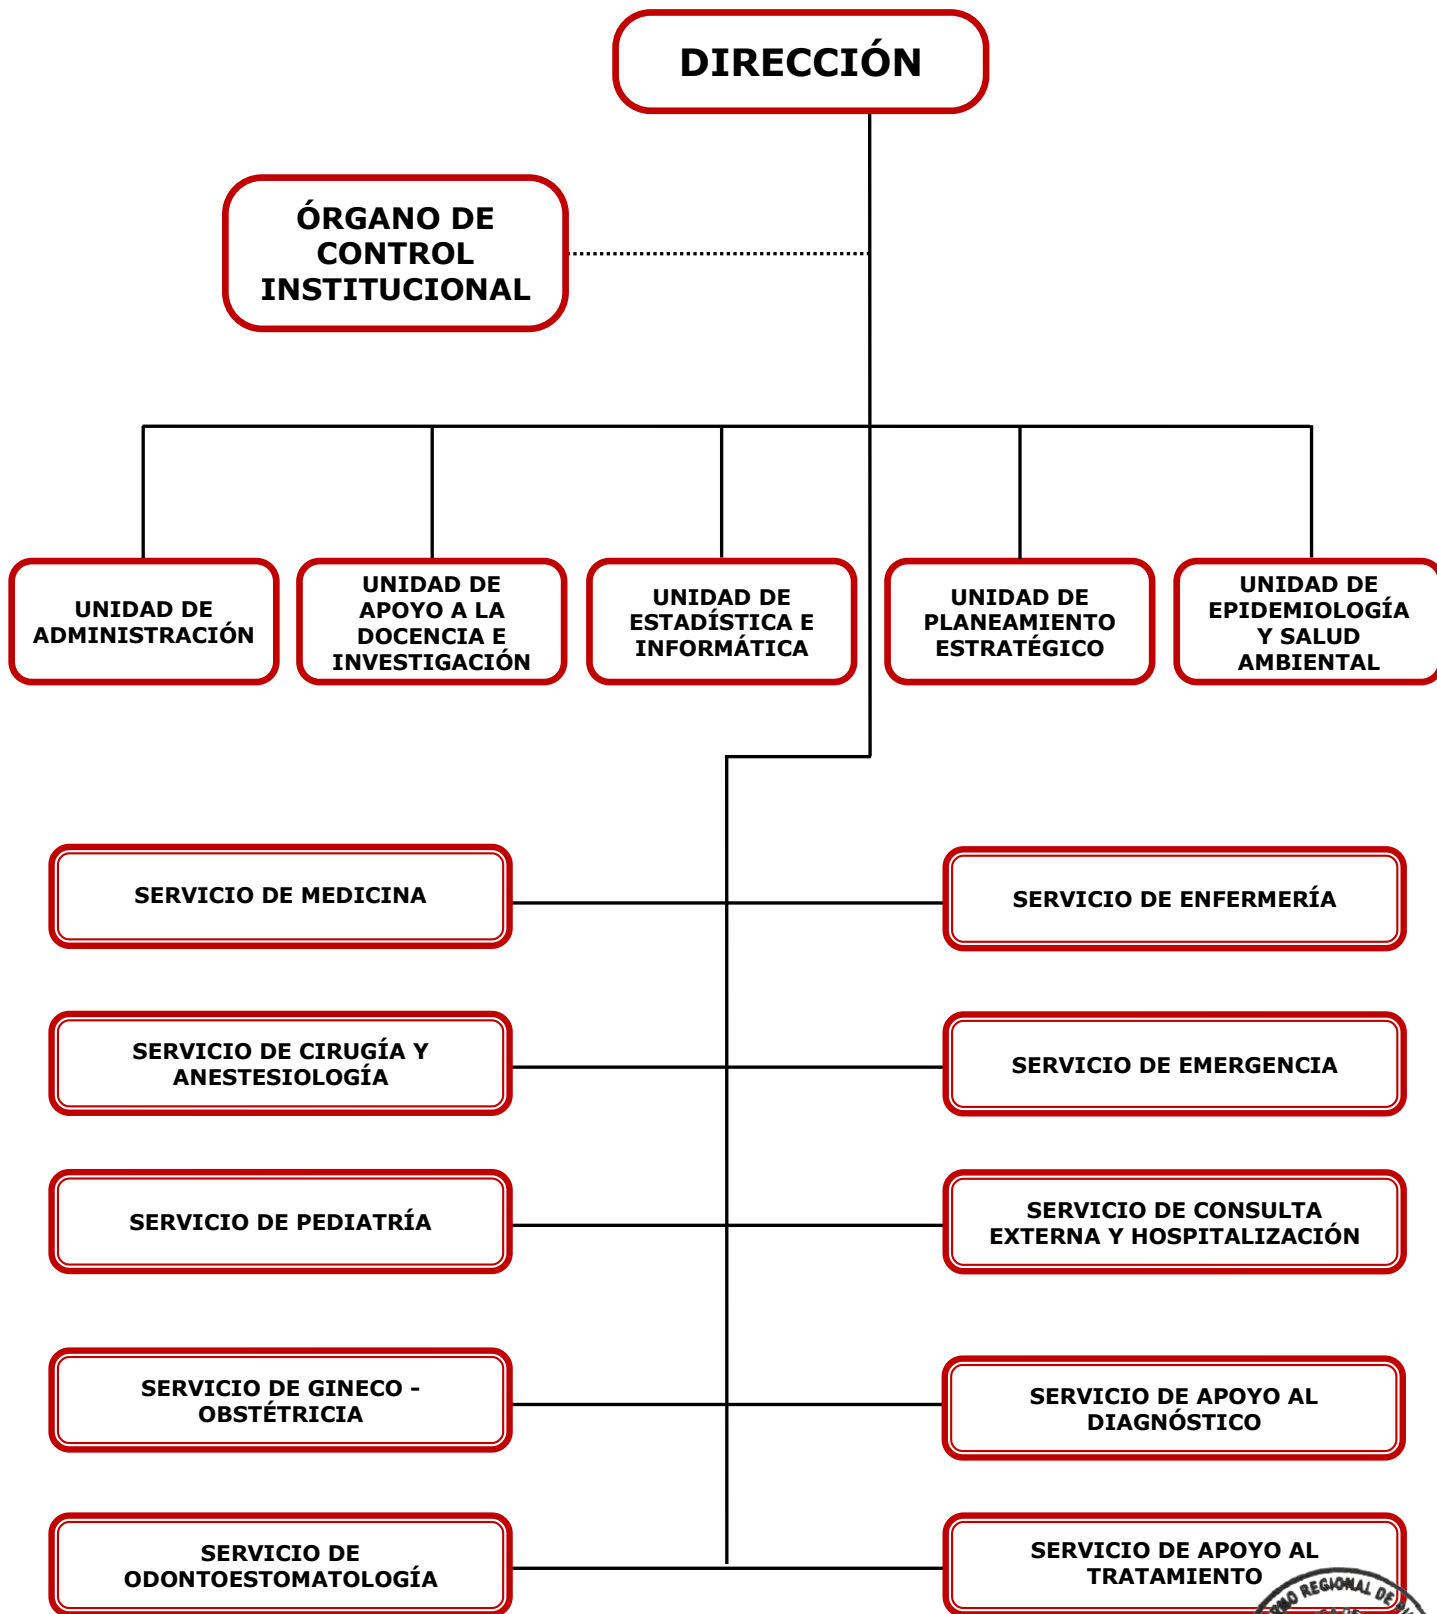 DIRECCIÓN
ÓRGANO DE
CONTROL
INSTITUCIONAL
UNIDAD DE
ADMINISTRACIÓN
UNIDAD DE
APOYO A LA
DOCENCIA E
INVESTIGACIÓN
UNIDAD DE
ESTADÍSTICA E
INFORMÁTICA
UNIDAD DE
PLANEAMIENTO
ESTRATÉGICO
UNIDAD DE
EPIDEMIOLOGÍA
Y SALUD
AMBIENTAL
SERVICIO DE MEDICINA
SERVICIO DE ENFERMERÍA
SERVICIO DE CIRUGÍA Y
ANESTESIOLOGÍA
SERVICIO DE EMERGENCIA
SERVICIO DE PEDIATRÍA
SERVICIO DE CONSULTA
EXTERNA Y HOSPITALIZACIÓN
SERVICIO DE GINECO -
OBSTÉTRICIA
SERVICIO DE APOYO AL
DIAGNÓSTICO
SERVICIO DE
ODONTOESTOMATOLOGÍA
SERVICIO DE APOYO AL
TRATAMIENTO
REGIONAL DE